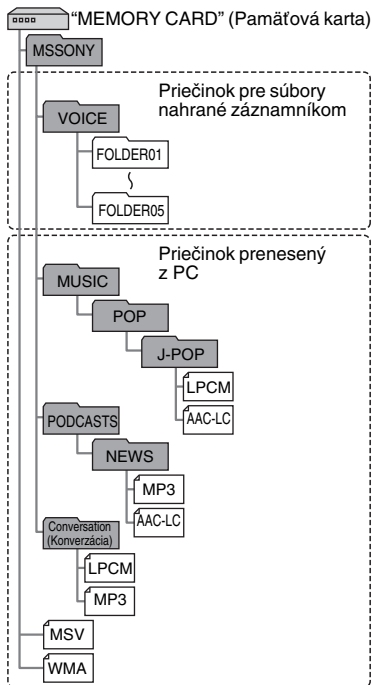 “MEMORY CARD” (Pamäťová karta)
MSSONY
Priečinok pre súbory
nahrané záznamníkom
VOICE
FOLDER01
FOLDER05
Priečinok prenesený
z PC
MUSIC
POP
J-POP
LPCM
AAC-LC
PODCASTS
NEWS
MP3
AAC-LC
Conversation
(Konverzácia)
LPCM
MP3
MSV
WMA